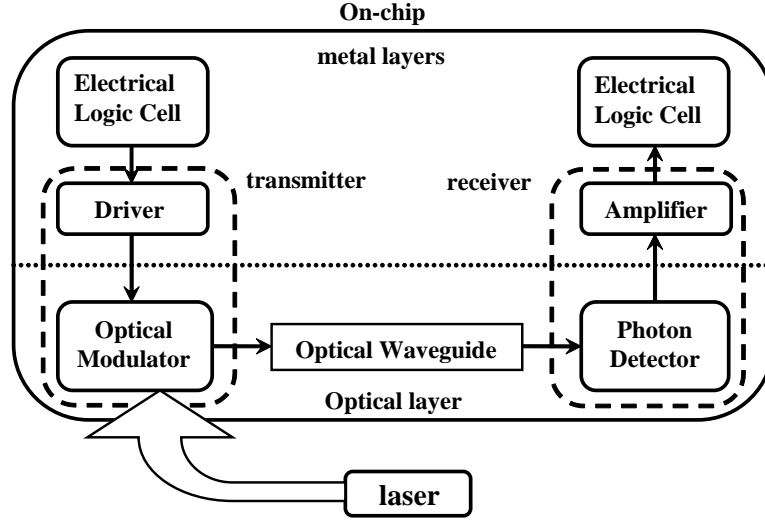 On-chip
metal layers
Electrical
Logic Cell
Electrical
Logic Cell
transmitter
receiver
Driver
Amplifier
Optical
Modulator
Optical Waveguide
Photon
Detector
Optical layer
laser